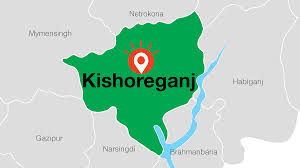 Netrokona
Mymensingh
Kishoreganj
Habiganj
Gazipur
Narsingdi
Brahmanbaria